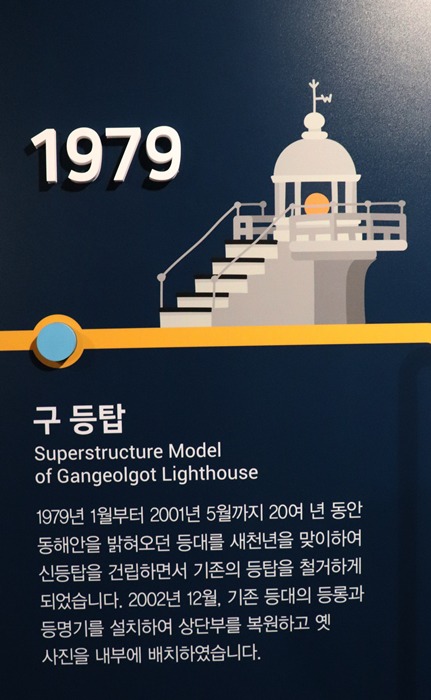 1979
구 등탑
Superstructure Model
of Gangeolgot Lighthouse
1979년 1월부터 2001년 5월까지 20여 년 동안
동해안을 밝혀오던 등대를 새천년을 맞이하여
신등탑을 건립하면서 기존의 등탑을 철거하게
되었습니다. 2002년 12월, 기존 등대의 등롱과
등명기를 설치하여 상단부를 복원하고 옛
사진을 내부에 배치하였습니다.